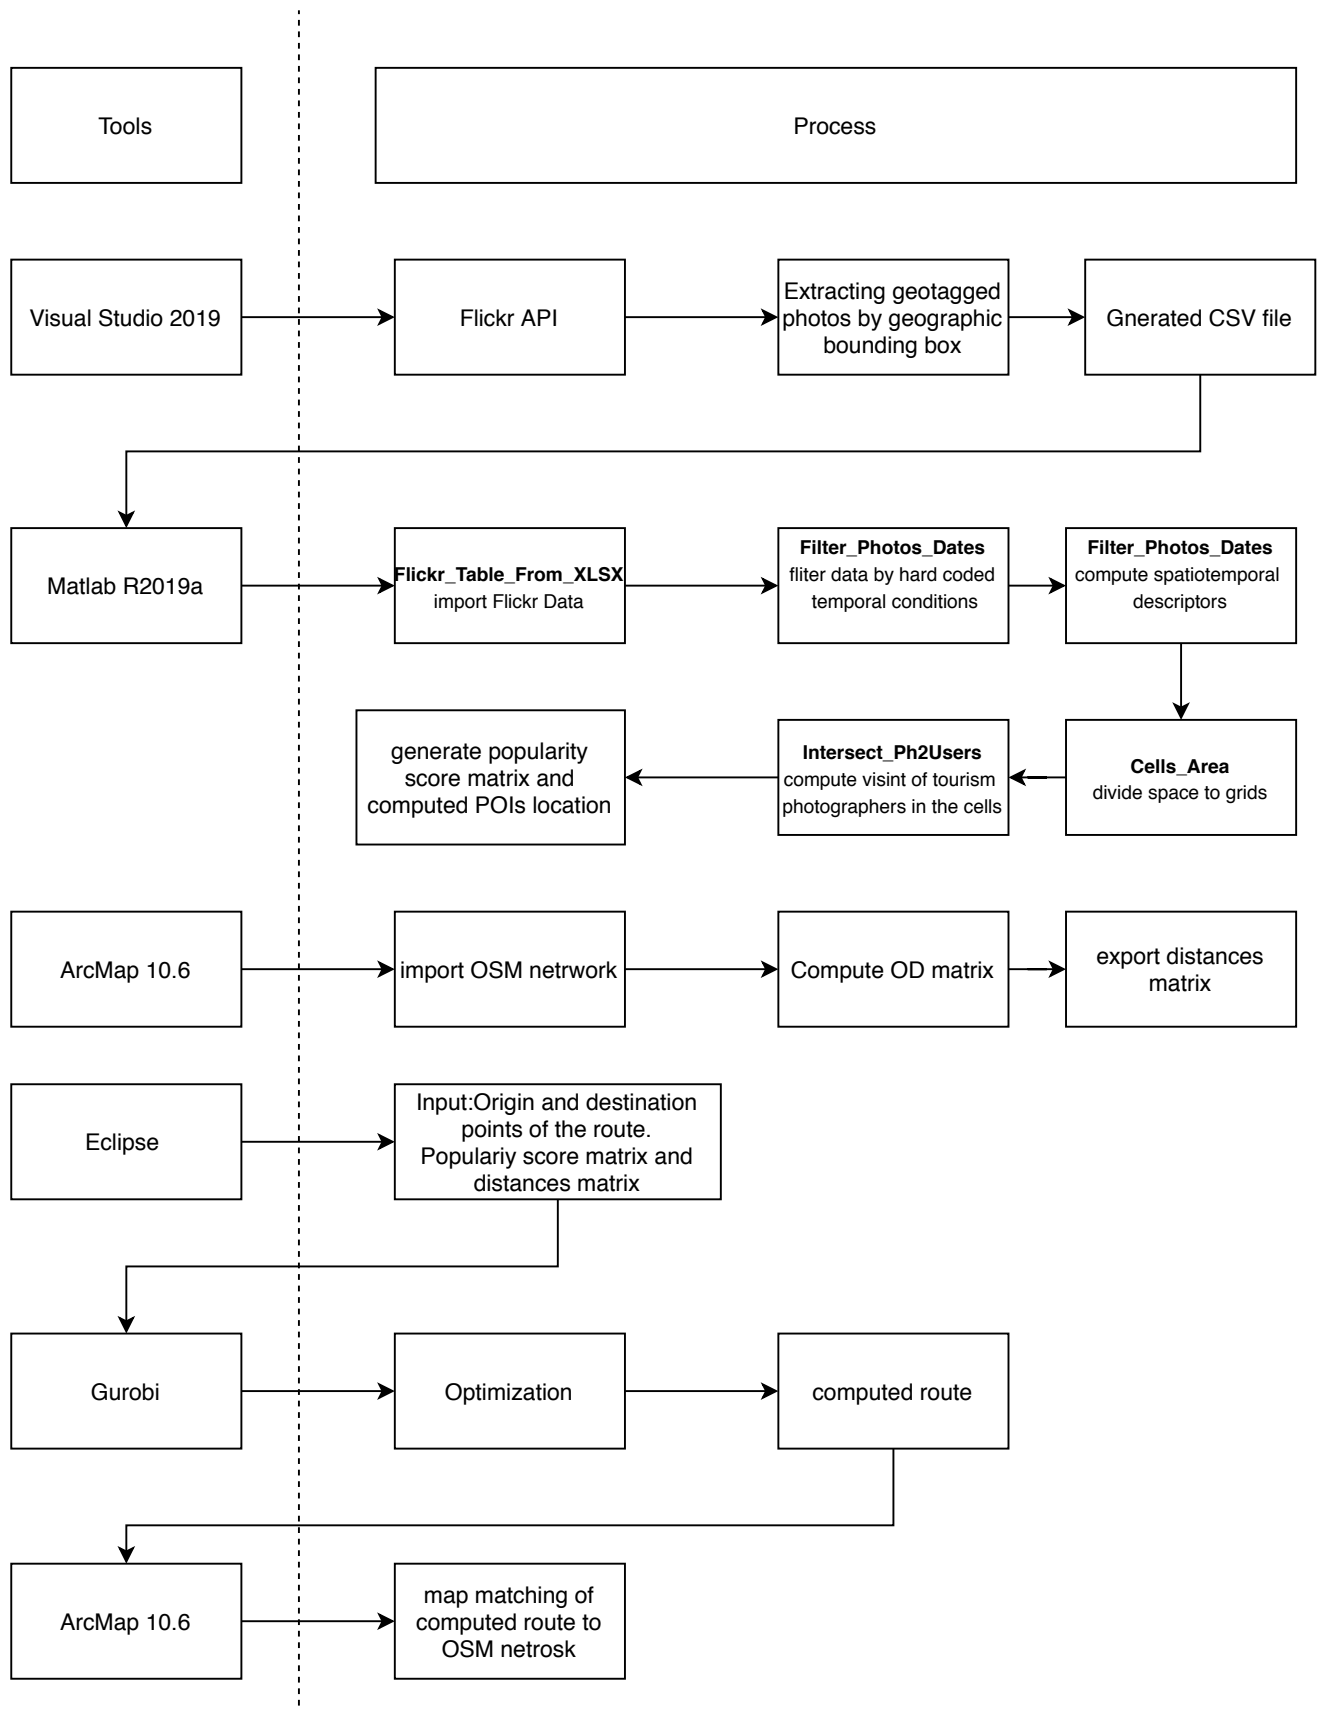 Tools
Process
Visual Studio 2019
Flickr API
Extracting geotagged
photos by geographic
bounding box
Gnerated CSV file
Matlab R2019a
Flickr_Table_From_XLSX
import Flickr Data
Filter_Photos_Dates
fliter data by hard coded
temporal conditions
Filter_Photos_Dates
compute spatiotemporal
descriptors
generate popularity
score matrix and
computed POIs location
Intersect_Ph2Users
compute visint of tourism
photographers in the cells
Cells_Area
divide space to grids
ArcMap 10.6
import OSM netrwork
Compute OD matrix
export distances
matrix
Eclipse
Input:Origin and destination
points of the route.
Populariy score matrix and
distances matrix
Gurobi
Optimization
computed route
ArcMap 10.6
map matching of
computed route to
OSM netrosk